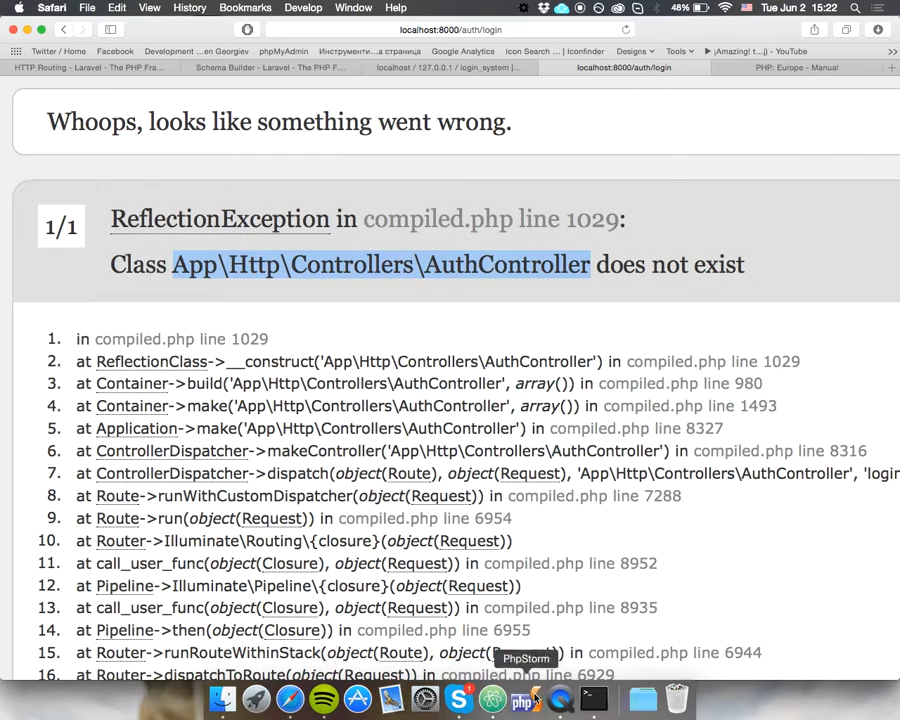 Safari File Edit View History Bookmarks Develop Window Help 48% Tue Jun 2 15:22
localhost:8000/auth/login
Twitter / Home Facebook Development ... en Georgiev phpMyAdmin Инструменти...а страница Google Analytics Icon Search ... | Iconfinder Designs Tools ▶ ¡Amazing! t...) - YouTube
HTTP Routing - Laravel - The PHP Fra... Schema Builder - Laravel - The PHP F... localhost / 127.0.0.1 / login_system |... localhost:8000/auth/login PHP: Europe - Manual
Whoops, looks like something went wrong.
1/1
ReflectionException in compiled.php line 1029:
Class App\Http\Controllers\AuthController does not exist
1. in compiled.php line 1029
2. at ReflectionClass->__construct('App\Http\Controllers\AuthController') in compiled.php line 1029
3. at Container->build('App\Http\Controllers\AuthController', array()) in compiled.php line 980
4. at Container->make('App\Http\Controllers\AuthController', array()) in compiled.php line 1493
5. at Application->make('App\Http\Controllers\AuthController') in compiled.php line 8327
6. at ControllerDispatcher->makeController('App\Http\Controllers\AuthController') in compiled.php line 8316
7. at ControllerDispatcher->dispatch(object(Route), object(Request), 'App\Http\Controllers\AuthController', 'login
8. at Route->runWithCustomDispatcher(object(Request)) in compiled.php line 7288
9. at Route->run(object(Request)) in compiled.php line 6954
10. at Router->Illuminate\Routing\{closure}(object(Request))
11. at call_user_func(object(Closure), object(Request)) in compiled.php line 8952
12. at Pipeline->Illuminate\Pipeline\{closure}(object(Request))
13. at call_user_func(object(Closure), object(Request)) in compiled.php line 8935
14. at Pipeline->then(object(Closure)) in compiled.php line 6955
15. at Router->runRouteWithinStack(object(Route), object( in compiled.php line 6944
PhpStorm
16. at Router->dispatchToRoute(object(Request)) in compiled.php line 6929
1
php